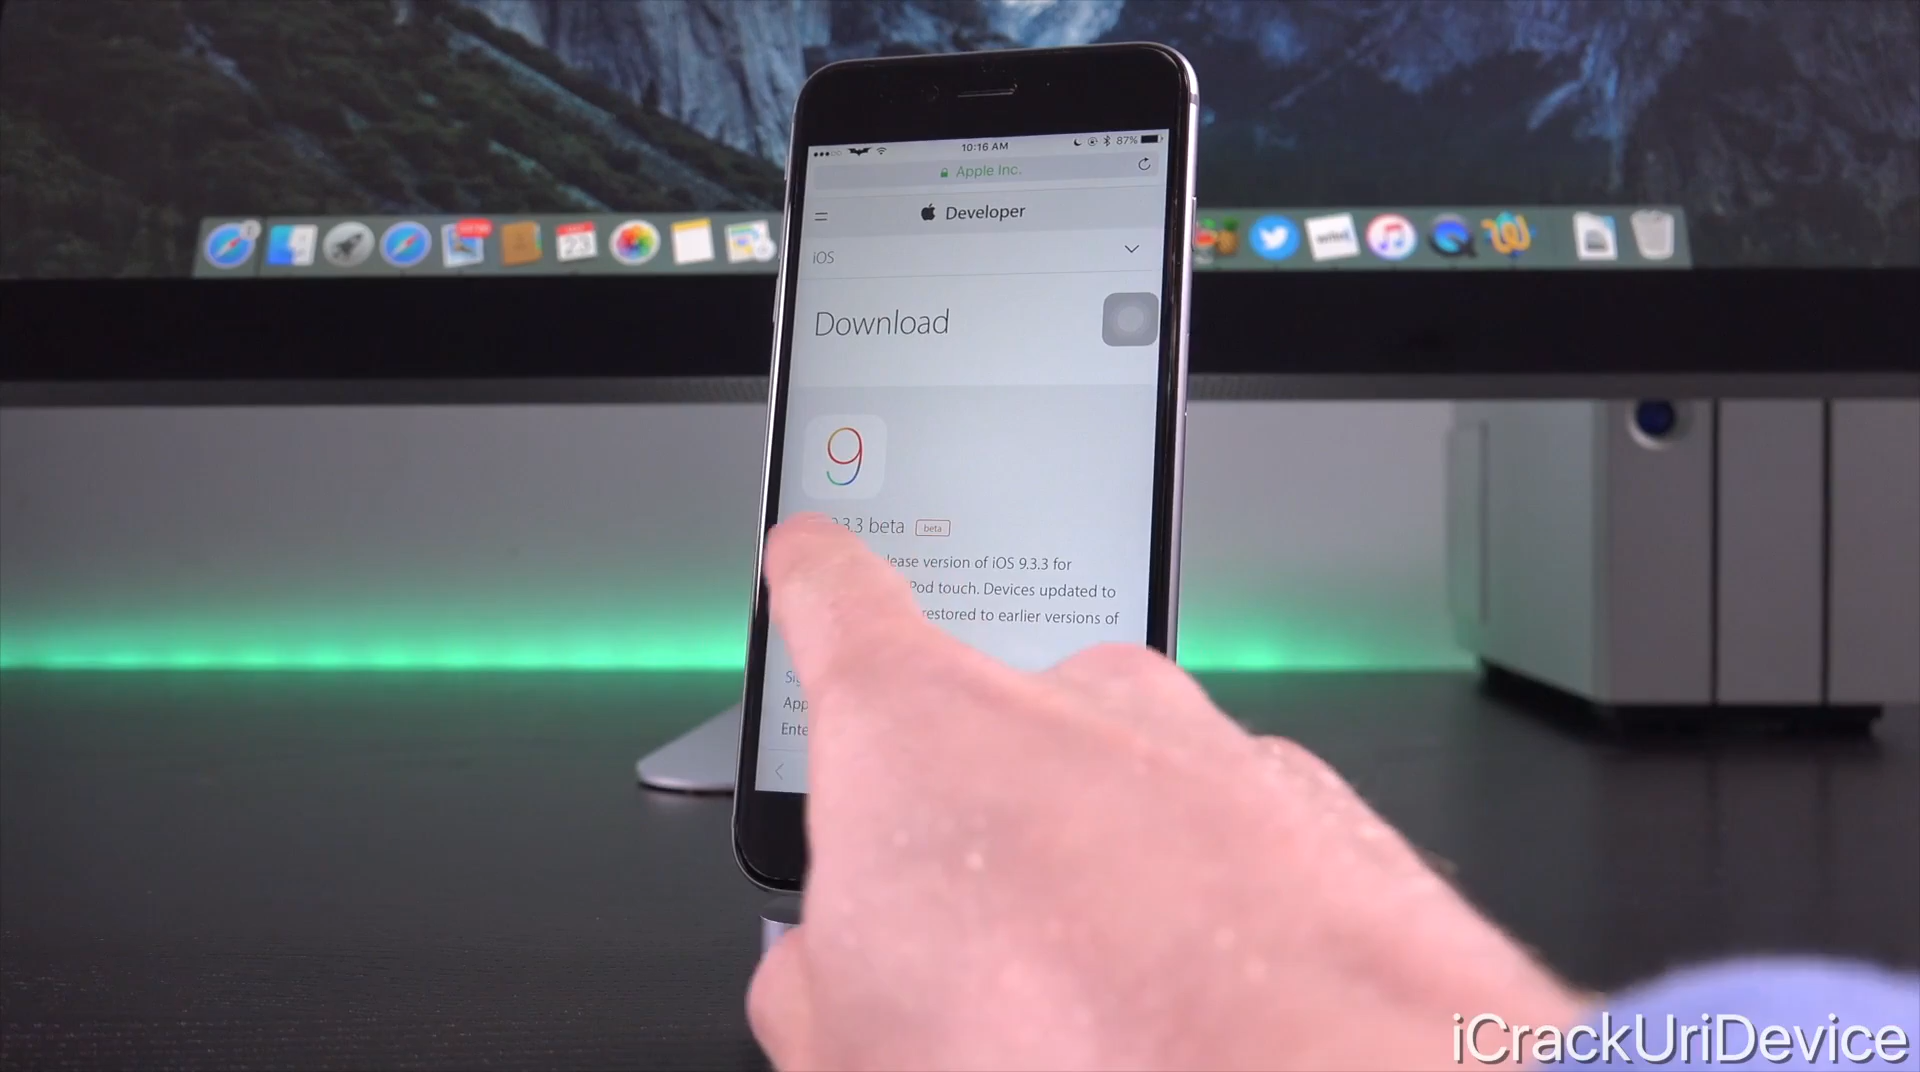 10:16 AM
87%
Apple Inc.
Developer
iOS
Download
9
3.3 beta
beta
lease version of iOS 9.3.3 for
Pod touch. Devices updated to
restored to earlier versions of
App
Ente
23
iCrackUriDevice